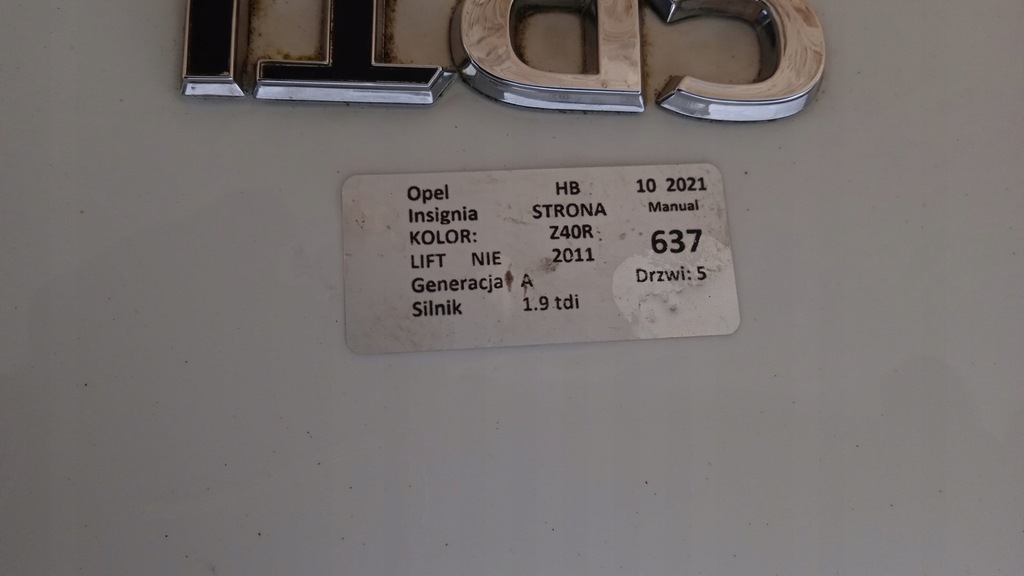 CDTI
Opel HB 10 2021
Insignia STRONA Manual
KOLOR: Z40R 637
LIFT NIE 2011
Generacja A Drzwi: 5
Silnik 1.9 tdi